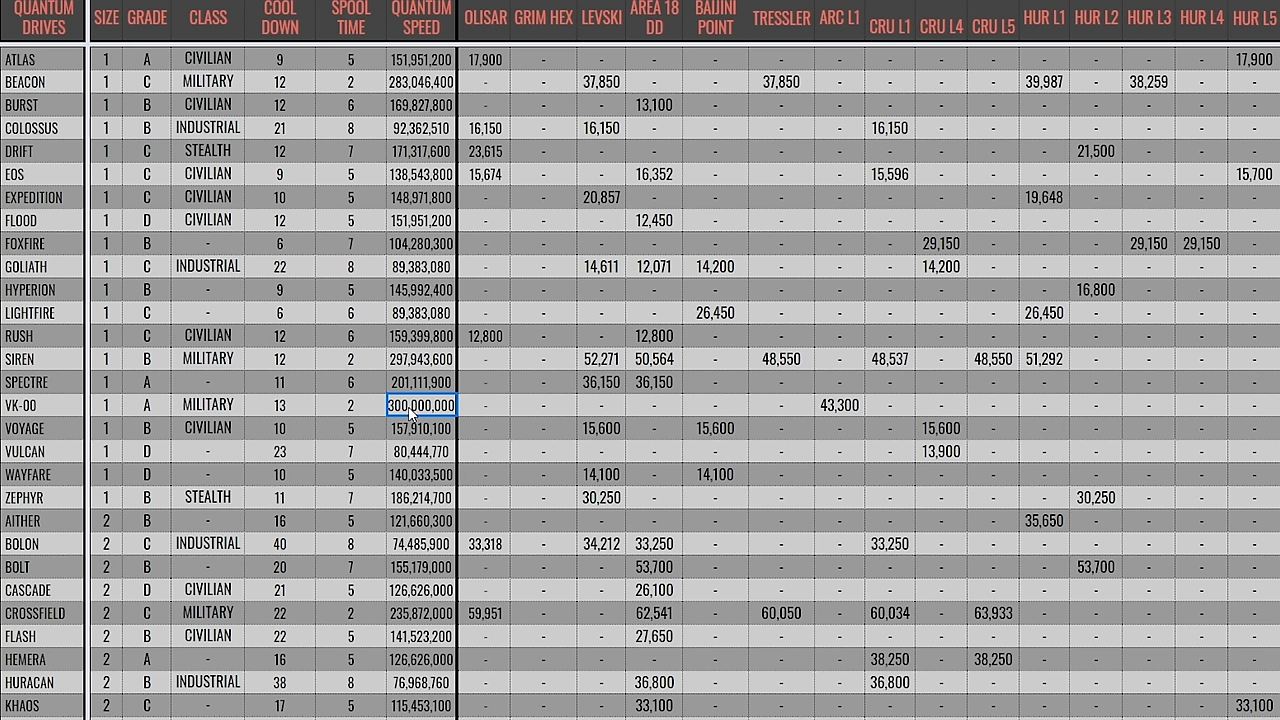 QUANTUM DRIVES SIZE GRADE CLASS COOL DOWN SPOOL TIME QUANTUM SPEED OLISAR GRIM HEX LEVSKI AREA 18 DD BAIJINI POINT TRESSLER ARC L1 CRU L1 CRU L4 CRU L5 HUR L1 HUR L2 HUR L3 HUR L4 HUR L5
ATLAS 1 A CIVILIAN 9 5 151,951,200 17,900 - - - - - - - - - - - - - 17,900
BEACON 1 C MILITARY 12 2 283,046,400 - - 37,850 - - 37,850 - - - - 39,987 - 38,259 - -
BURST 1 B CIVILIAN 12 6 169,827,800 - - - 13,100 - - - - - - - - - - -
COLOSSUS 1 B INDUSTRIAL 21 8 92,362,510 16,150 - 16,150 - - - - 16,150 - - - - - - -
DRIFT 1 C STEALTH 12 7 171,317,600 23,615 - - - - - - - - - - 21,500 - - -
EOS 1 C CIVILIAN 9 5 138,543,800 15,674 - - 16,352 - - - 15,596 - - - - - - 15,700
EXPEDITION 1 C CIVILIAN 10 5 148,971,800 - - 20,857 - - - - - - - 19,648 - - - -
FLOOD 1 D CIVILIAN 12 5 151,951,200 - - - 12,450 - - - - - - - - - - -
FOXFIRE 1 B - 6 7 104,280,300 - - - - - - - - 29,150 - - - 29,150 29,150 -
GOLIATH 1 C INDUSTRIAL 22 8 89,383,080 - - 14,611 12,071 14,200 - - - 14,200 - - - - - -
HYPERION 1 B - 9 5 145,992,400 - - - - - - - - - - - 16,800 - - -
LIGHTFIRE 1 C - 6 6 89,383,080 - - - - 26,450 - - - - - 26,450 - - - -
RUSH 1 C CIVILIAN 12 6 159,399,800 12,800 - - 12,800 - - - - - - - - - - -
SIREN 1 B MILITARY 12 2 297,943,600 - - 52,271 50,564 - 48,550 - 48,537 - 48,550 51,292 - - - -
SPECTRE 1 A - 11 6 201,111,900 - - 36,150 36,150 - - - - - - - - - - -
VK-00 1 A MILITARY 13 2 300,000,000 - - - - - - 43,300 - - - - - - - -
VOYAGE 1 B CIVILIAN 10 5 157,910,100 - - 15,600 - 15,600 - - - 15,600 - - - - - -
VULCAN 1 D - 23 7 80,444,770 - - - - - - - - 13,900 - - - - - -
WAYFARE 1 D - 10 5 140,033,500 - - 14,100 - 14,100 - - - - - - - - - -
ZEPHYR 1 B STEALTH 11 7 186,214,700 - - 30,250 - - - - - - - - 30,250 - - -
AITHER 2 B - 16 5 121,660,300 - - - - - - - - - - 35,650 - - - -
BOLON 2 C INDUSTRIAL 40 8 74,485,900 33,318 - 34,212 33,250 - - - 33,250 - - - - - - -
BOLT 2 B - 20 7 155,179,000 - - - 53,700 - - - - - - - 53,700 - - -
CASCADE 2 D CIVILIAN 21 5 126,626,000 - - - 26,100 - - - - - - - - - - -
CROSSFIELD 2 C MILITARY 22 2 235,872,000 59,951 - - 62,541 - 60,050 - 60,034 - 63,933 - - - - -
FLASH 2 B CIVILIAN 22 5 141,523,200 - - - 27,650 - - - - - - - - - - -
HEMERA 2 A - 16 5 126,626,000 - - - - - - - 38,250 - 38,250 - - - - -
HURACAN 2 B INDUSTRIAL 38 8 76,968,760 - - - 36,800 - - - 36,800 - - - - - - -
KHAOS 2 C - 17 5 115,453,100 - - - 33,100 - - - - - - - - - - 33,100